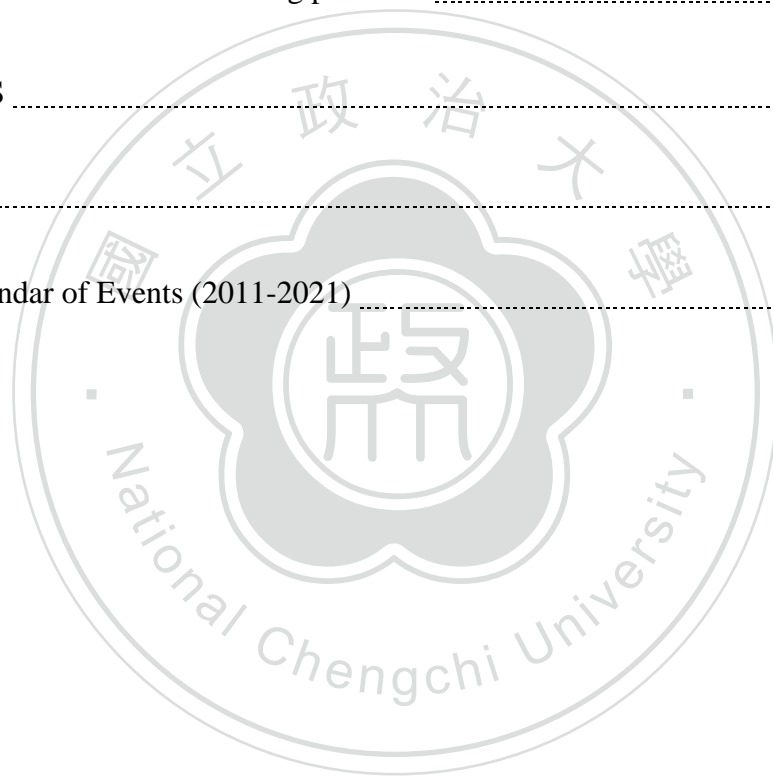 S
ndar of Events (2011-2021)
國立政治大學
National Chengchi University